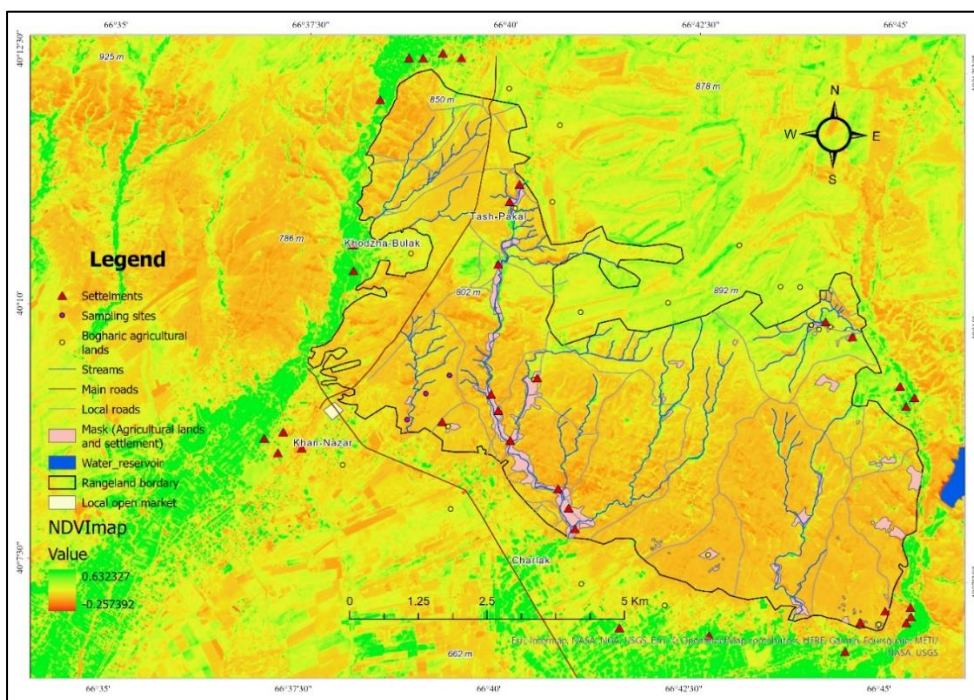 66°35' 66°37'30" 66°40' 66°42'30" 66°45'
40°12'30"
925 m
850 m
878 m
N
W E
S
Tash-Pakal
786 m
Khodzha-Bulak
Legend
40°10'
802 m
892 m
Settelments
Sampling sites
Bogharic agricultural
lands
Streams
Main roads
Local roads
Mask (Agricultural lands
and settlement)
Khan-Nazar
Water_reservoir
Rangeland bordary
Local open market
NDVImap
Value
40°7'30"
Charlak
0.632327
-0.257392
0 1.25 2.5 5 Km
662 m
NASA, USGS
66°35' 66°37'30" 66°40' 66°42'30" 66°45'